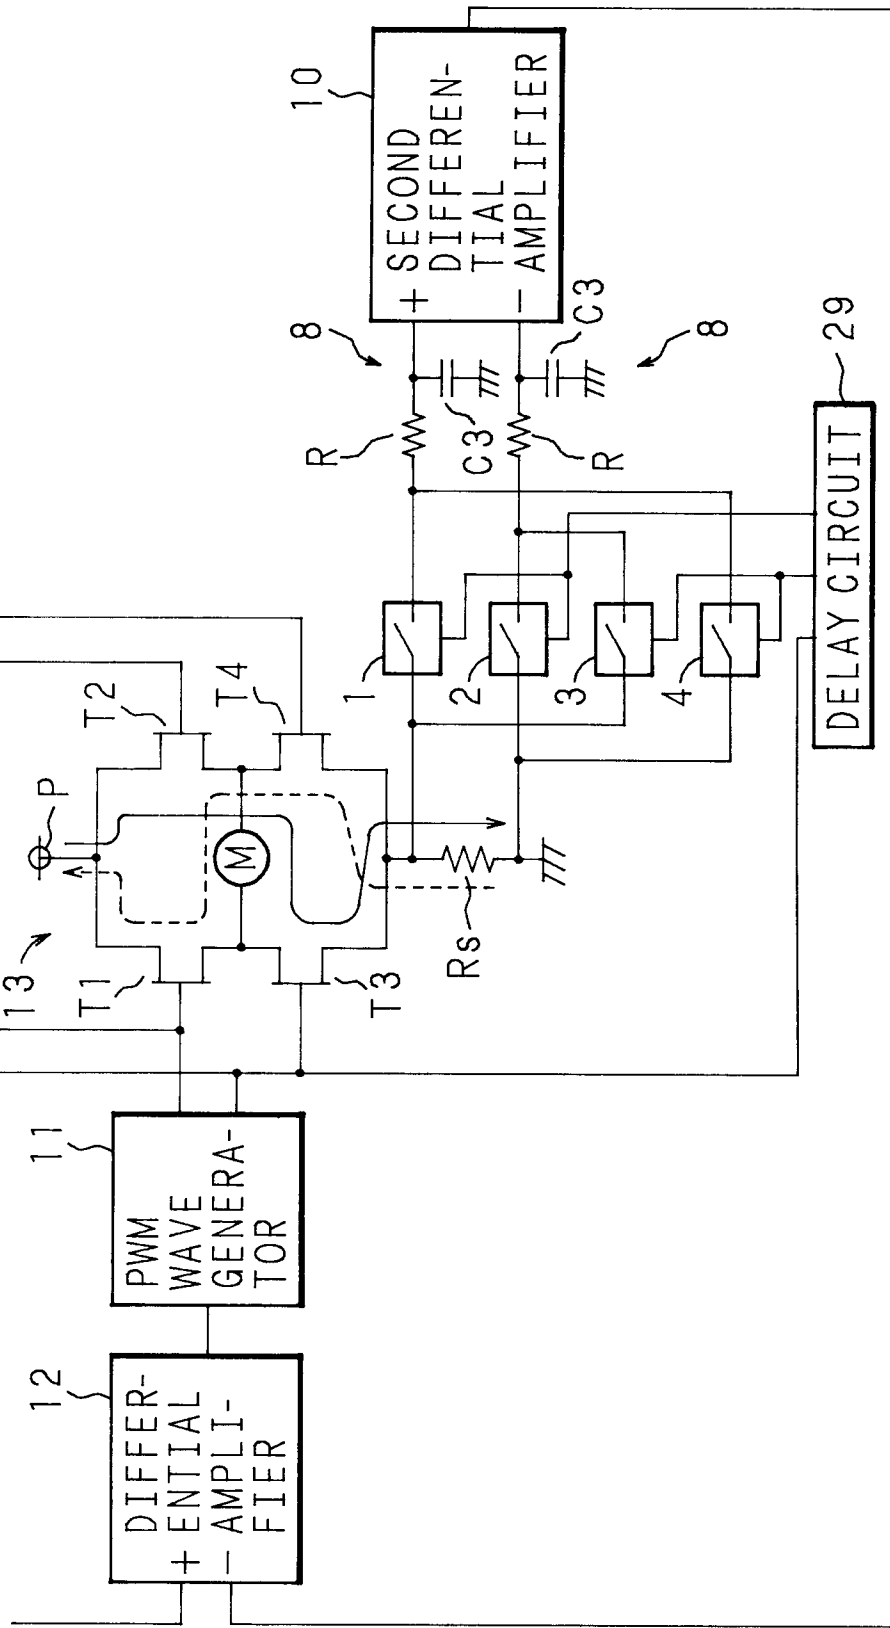 12
DIFFER-
ENTIAL
AMPLI-
FIER
+
−
11
PWM
WAVE
GENERA-
TOR
13
P
T1
T2
T3
T4
M
Rs
1
2
3
4
R
R
C3
C3
8
8
10
SECOND
DIFFEREN-
TIAL
AMPLIFIER
+
−
29
DELAY CIRCUIT